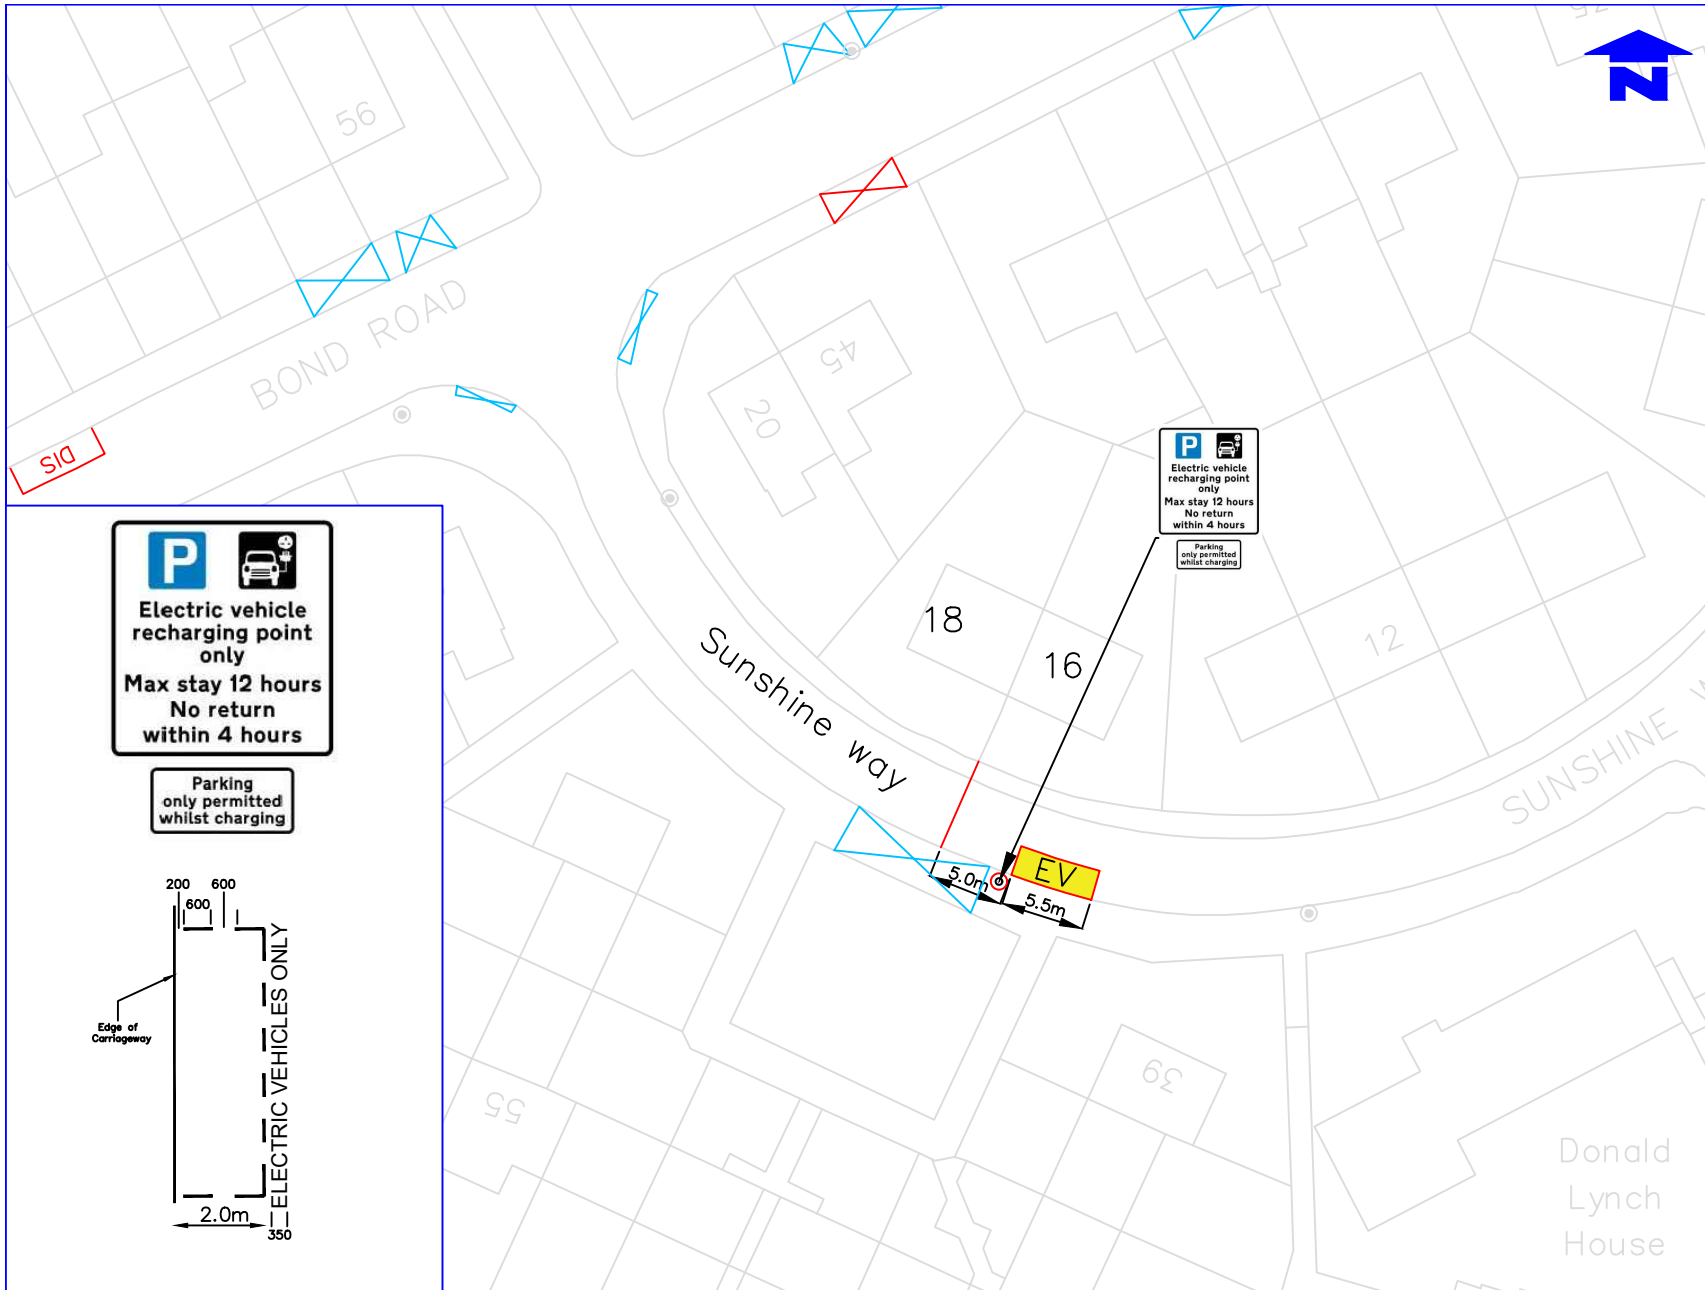 75
N
56
BOND ROAD
DIS
45
20
P
Electric vehicle
recharging point
only
Max stay 12 hours
No return
within 4 hours
Parking
only permitted
whilst charging
18
16
12
Sunshine way
SUNSHINE W
EV
5.0m
5.5m
39
55
Donald
Lynch
House
P
Electric vehicle
recharging point
only
Max stay 12 hours
No return
within 4 hours
Parking
only permitted
whilst charging
200 600
600
Edge of
Carriageway
ELECTRIC VEHICLES ONLY
2.0m
350